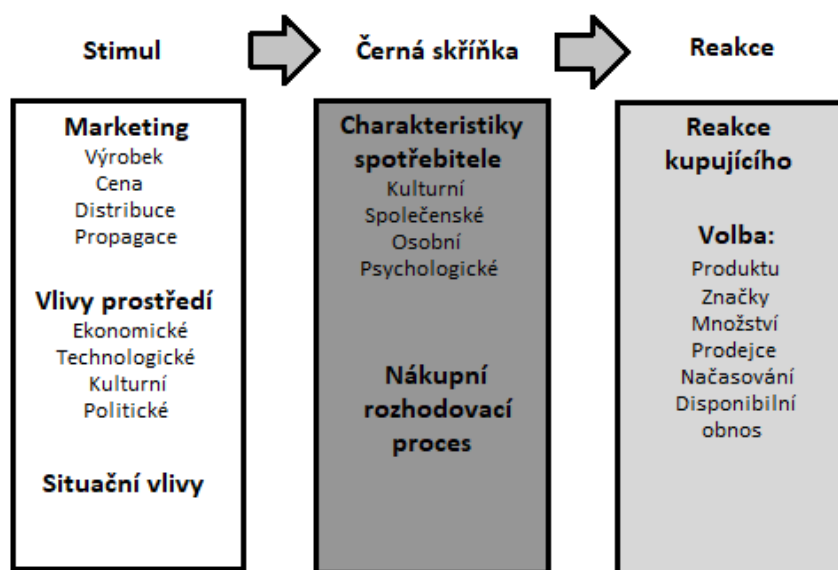 Stimul
Černá skříňka
Reakce
Marketing
Výrobek
Cena
Distribuce
Propagace
Vlivy prostředí
Ekonomické
Technologické
Kulturní
Politické
Situační vlivy
Charakteristiky
spotřebitele
Kulturní
Společenské
Osobní
Psychologické
Nákupní
rozhodovací
proces
Reakce
kupujícího
Volba:
Produktu
Značky
Množství
Prodejce
Načasování
Disponibilní
obnos